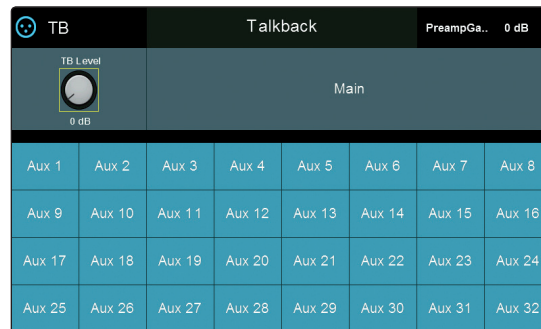 TB Talkback PreampGa.. 0 dB
TB Level
Main
0 dB
Aux 1 Aux 2 Aux 3 Aux 4 Aux 5 Aux 6 Aux 7 Aux 8
Aux 9 Aux 10 Aux 11 Aux 12 Aux 13 Aux 14 Aux 15 Aux 16
Aux 17 Aux 18 Aux 19 Aux 20 Aux 21 Aux 22 Aux 23 Aux 24
Aux 25 Aux 26 Aux 27 Aux 28 Aux 29 Aux 30 Aux 31 Aux 32